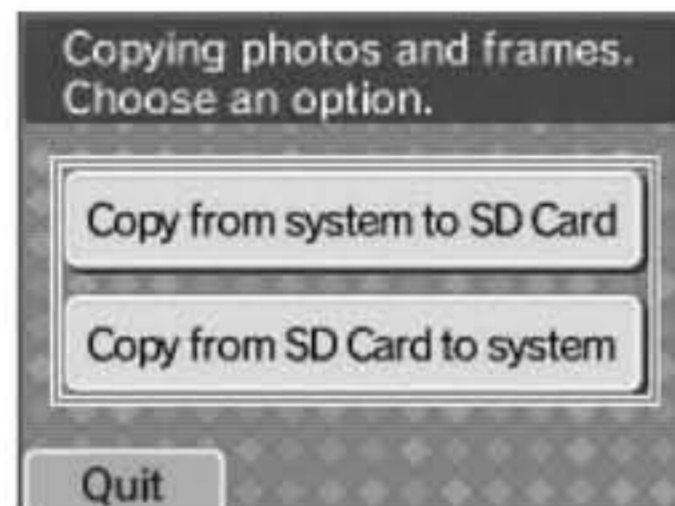 Copying photos and frames.
Choose an option.
Copy from system to SD Card
Copy from SD Card to system
Quit